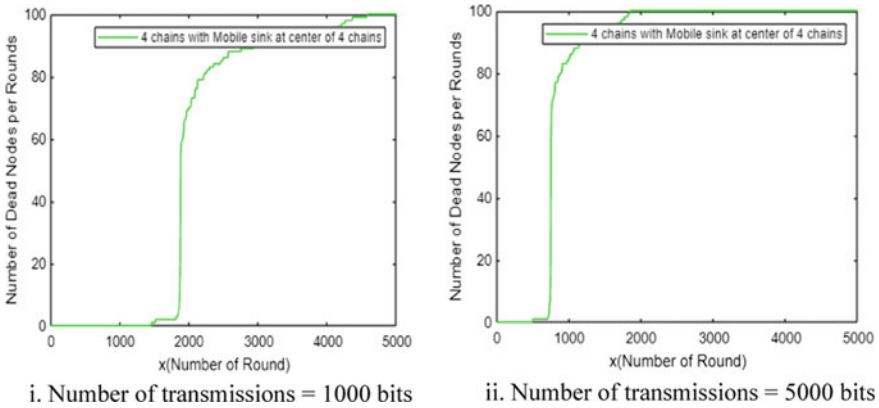 100
80
60
40
20
0
Number of Dead Nodes per Rounds
4 chains with Mobile sink at center of 4 chains
0 1000 2000 3000 4000 5000
x(Number of Round)
i. Number of transmissions = 1000 bits
100
80
60
40
20
0
Number of Dead Nodes per Rounds
4 chains with Mobile sink at center of 4 chains
0 1000 2000 3000 4000 5000
x(Number of Round)
ii. Number of transmissions = 5000 bits